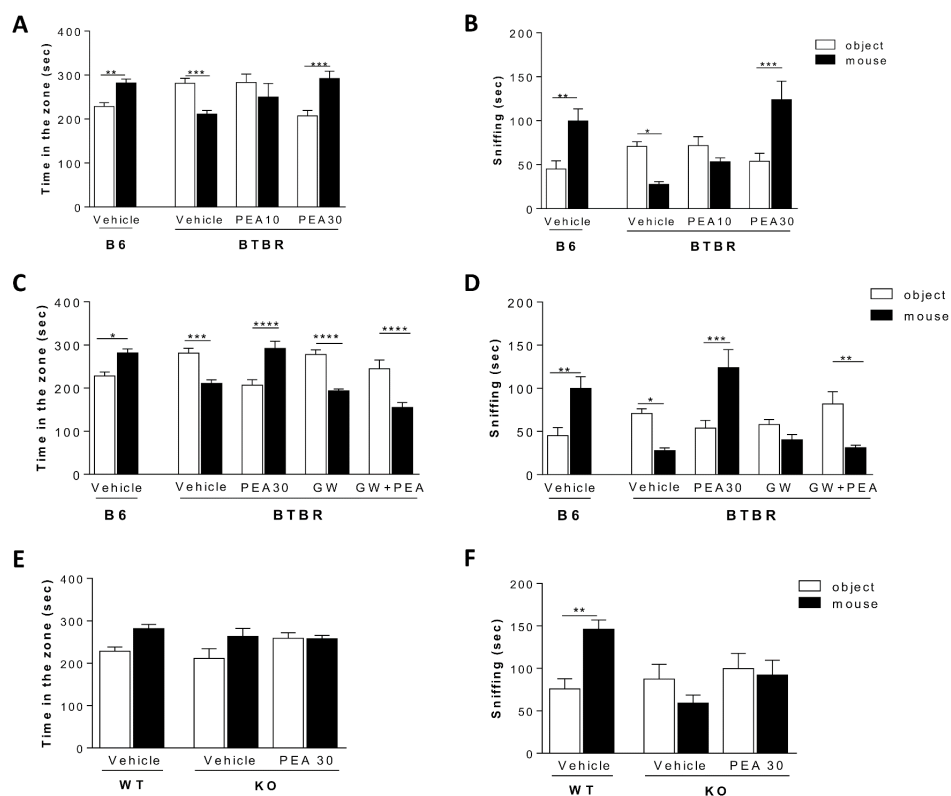 A
Time in the zone (sec)
400
300
200
100
0
**
***
***
Vehicle
Vehicle
PEA10
PEA30
B6
BTBR
B
Sniffing (sec)
200
150
100
50
0
**
*
***
object
mouse
Vehicle
Vehicle
PEA10
PEA30
B6
BTBR
C
Time in the zone (sec)
400
300
200
100
0
*
***
****
****
****
Vehicle
Vehicle
PEA30
GW
GW+PEA
B6
BTBR
D
Sniffing (sec)
200
150
100
50
0
**
*
***
**
object
mouse
Vehicle
Vehicle
PEA30
GW
GW+PEA
B6
BTBR
E
Time in the zone (sec)
400
300
200
100
0
Vehicle
Vehicle
PEA 30
WT
KO
F
Sniffing (sec)
200
150
100
50
0
**
object
mouse
Vehicle
Vehicle
PEA 30
WT
KO